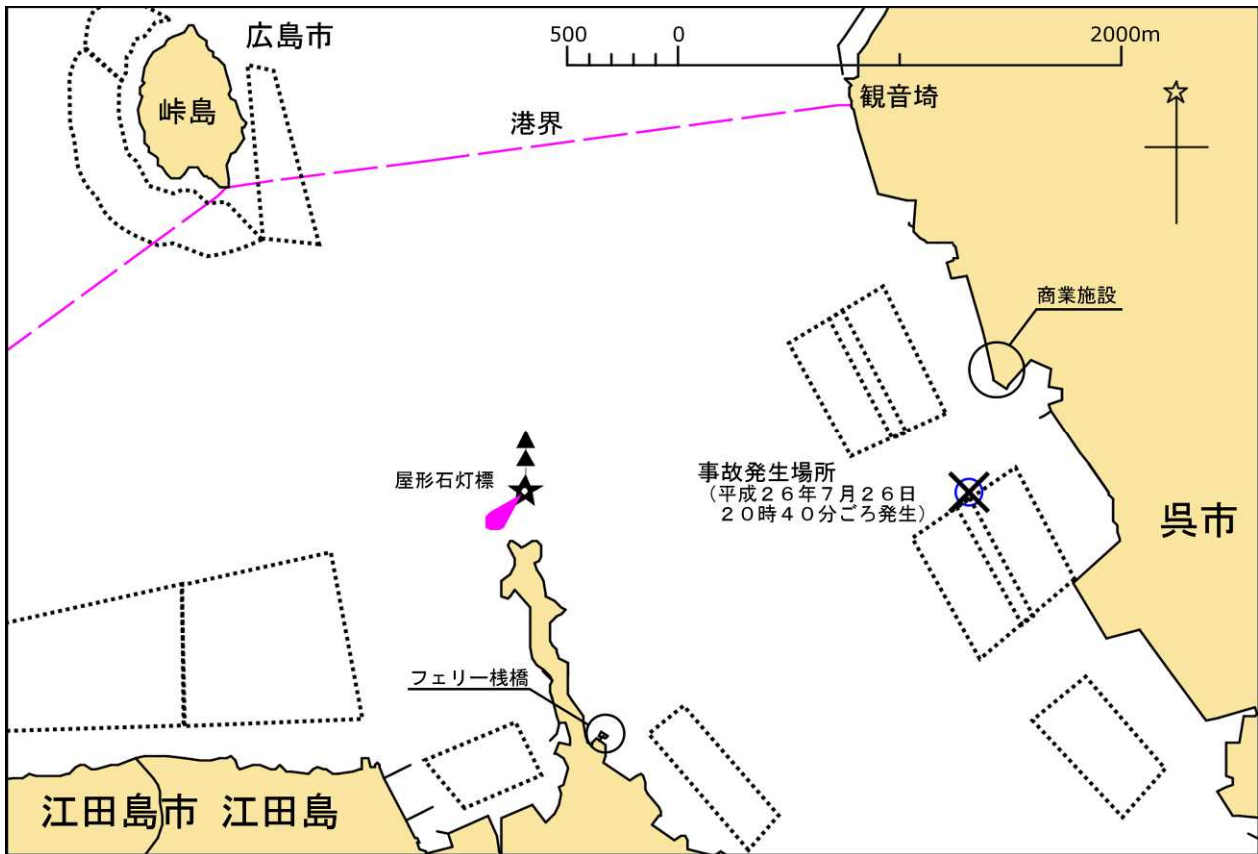 広島市
500 0 2000m
峠島
観音埼
港界
商業施設
屋形石灯標
事故発生場所
（平成２６年７月２６日
２０時４０分ごろ発生）
呉市
フェリー桟橋
江田島市 江田島